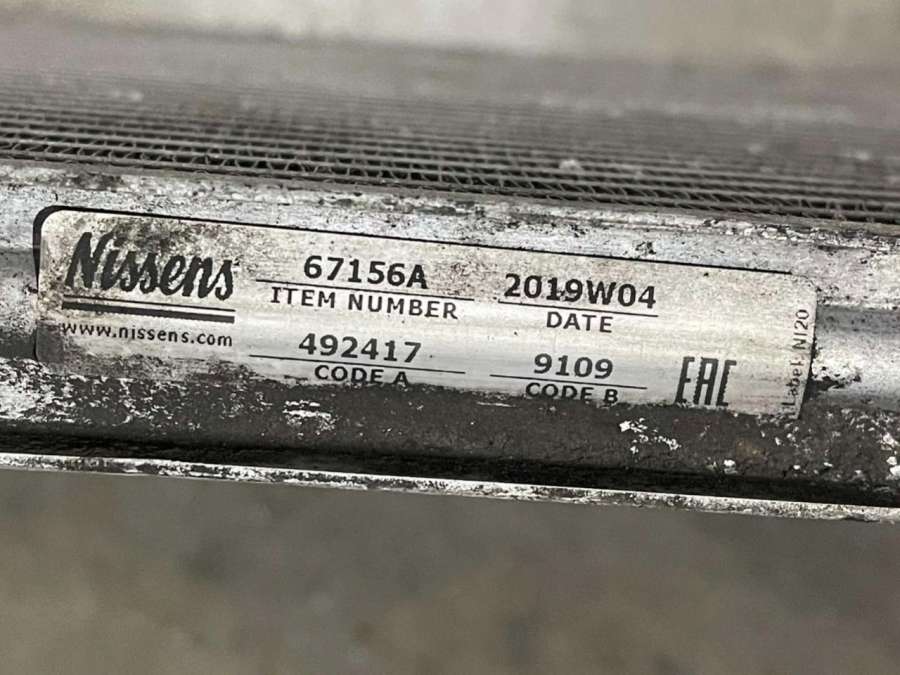 Nissens
www.nissens.com
67156A
ITEM NUMBER
2019W04
DATE
492417
CODE A
9109
CODE B
EAC
Label: NI20